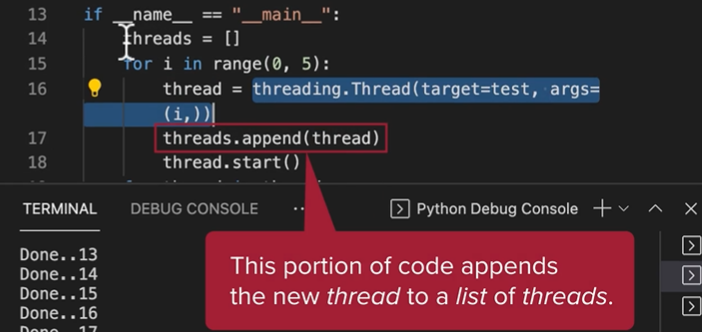 13 if __name__ == "__main__":
14 threads = []
15 for i in range(0, 5):
16 thread = threading.Thread(target=test, args=
(i,))
17 threads.append(thread)
18 thread.start()
TERMINAL DEBUG CONSOLE ·· Python Debug Console
Done..13
Done..14
Done..15
Done..16
Done..17
This portion of code appends
the new thread to a list of threads.